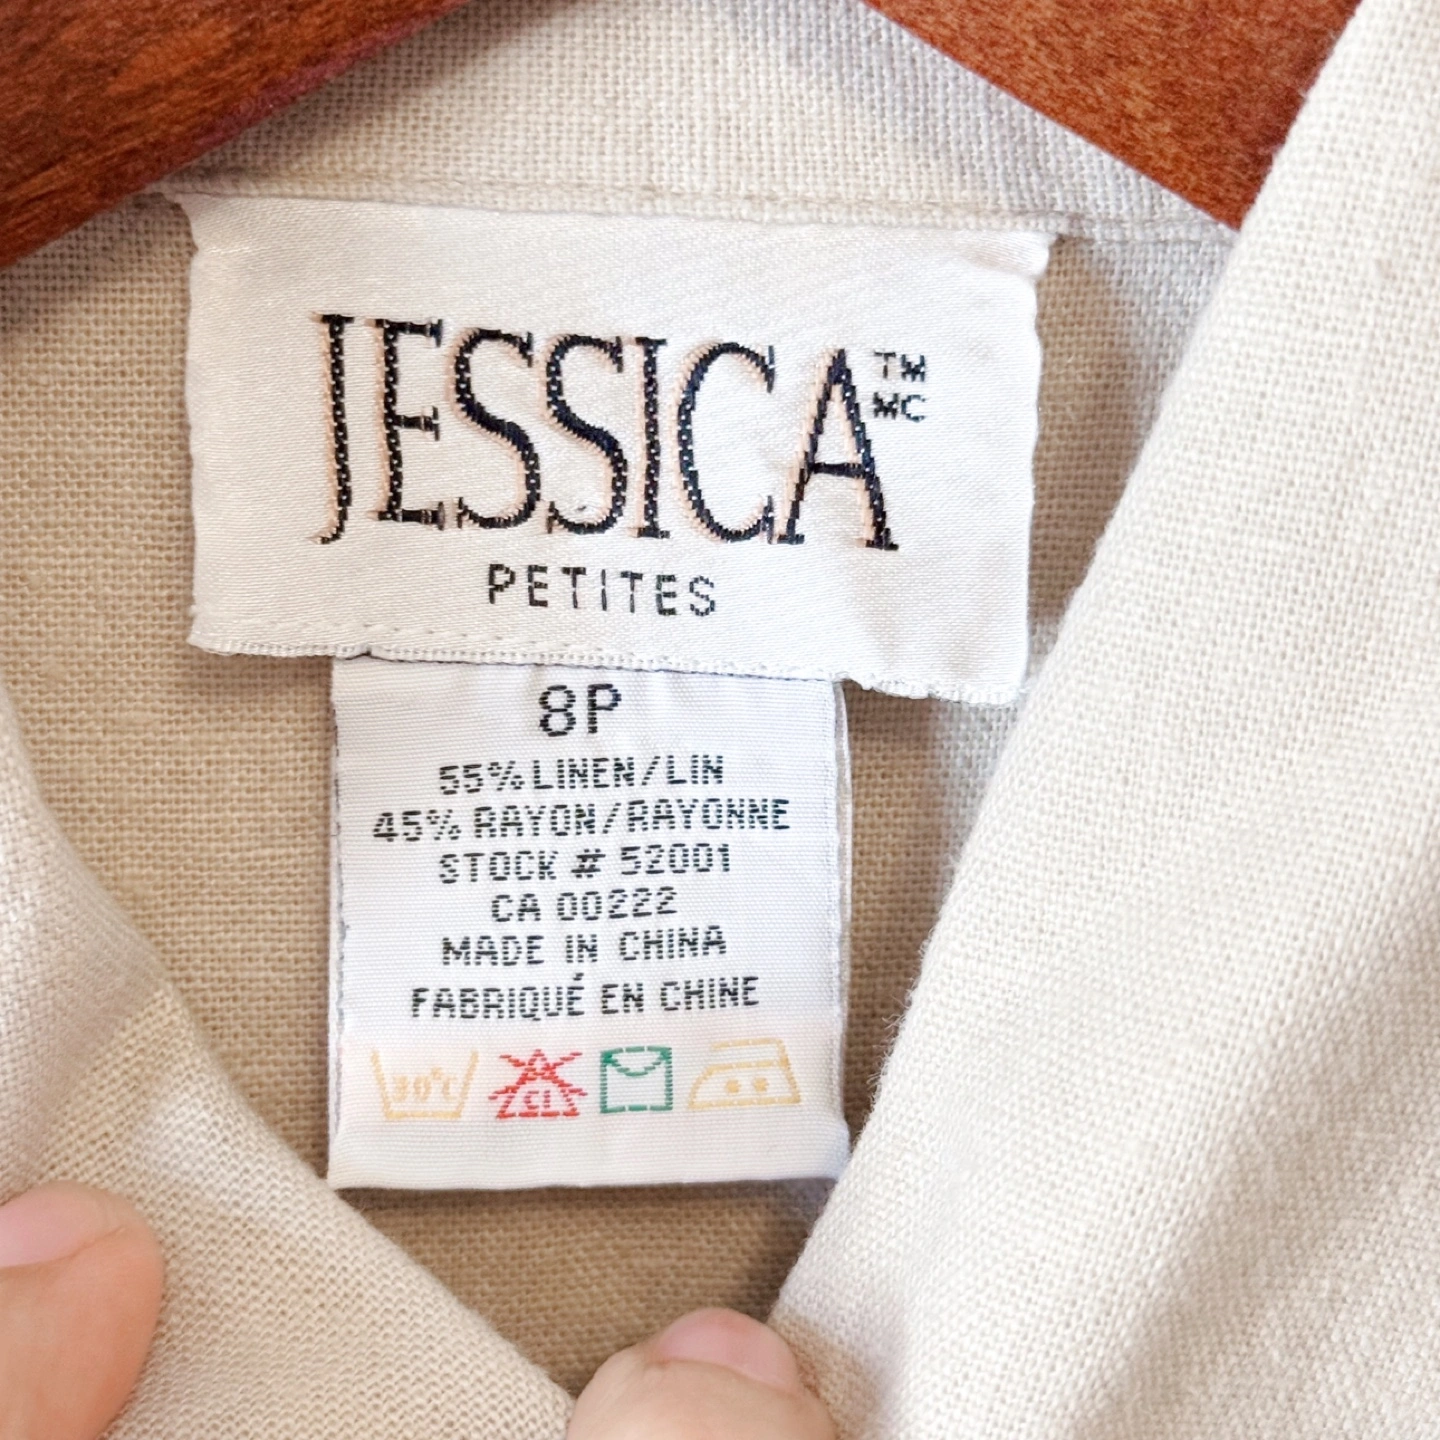 JESSICA™
MC
PETITES
8P
55% LINEN/LIN
45% RAYON/RAYONNE
STOCK # 52001
CA 00222
MADE IN CHINA
FABRIQUÉ EN CHINE
30°C CL